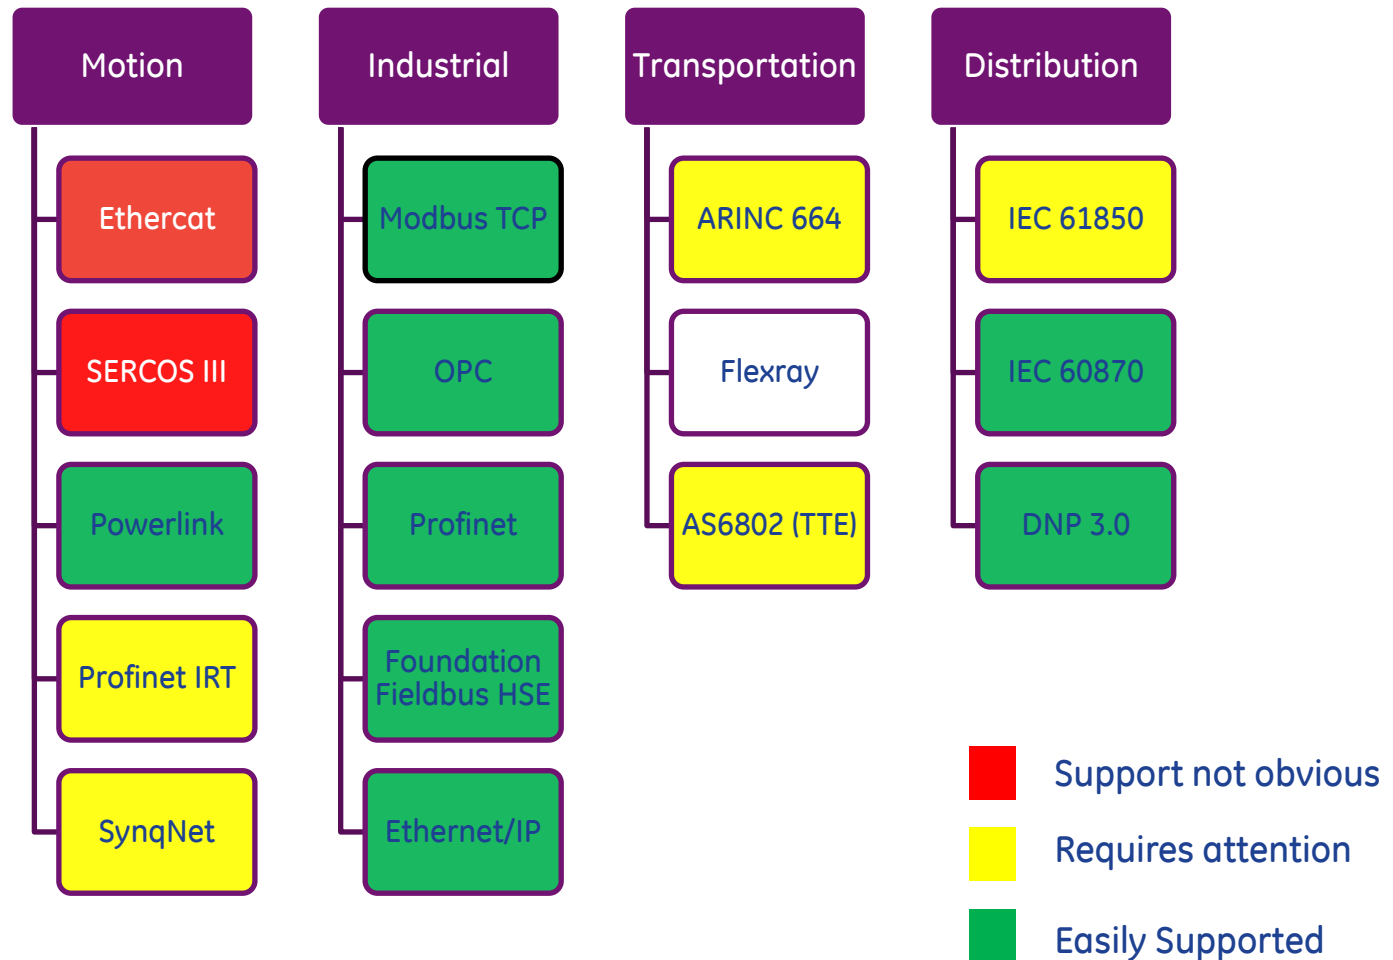 Motion
Ethercat
SERCOS III
Powerlink
Profinet IRT
SynqNet
Industrial
Modbus TCP
OPC
Profinet
Foundation
Fieldbus HSE
Ethernet/IP
Transportation
ARINC 664
Flexray
AS6802 (TTE)
Distribution
IEC 61850
IEC 60870
DNP 3.0
Support not obvious
Requires attention
Easily Supported